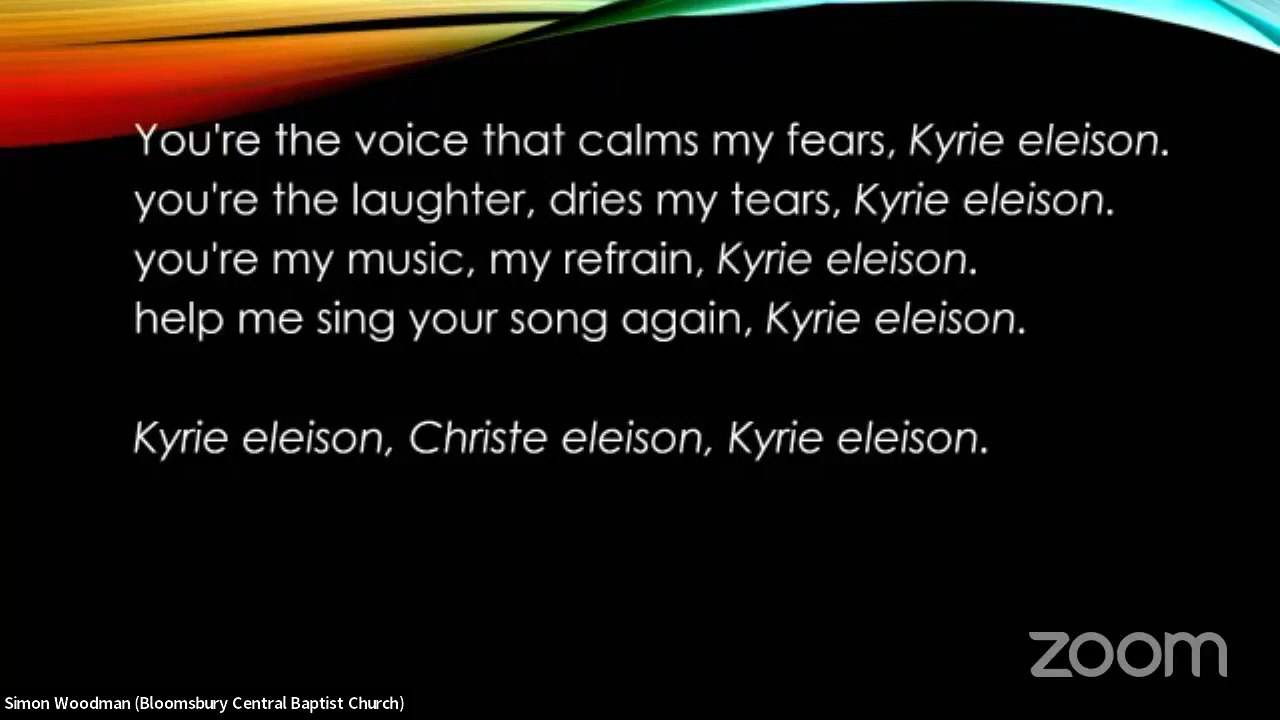 You're the voice that calms my fears, Kyrie eleison.
you're the laughter, dries my tears, Kyrie eleison.
you're my music, my refrain, Kyrie eleison.
help me sing your song again, Kyrie eleison.
Kyrie eleison, Christe eleison, Kyrie eleison.
zoom
Simon Woodman (Bloomsbury Central Baptist Church)